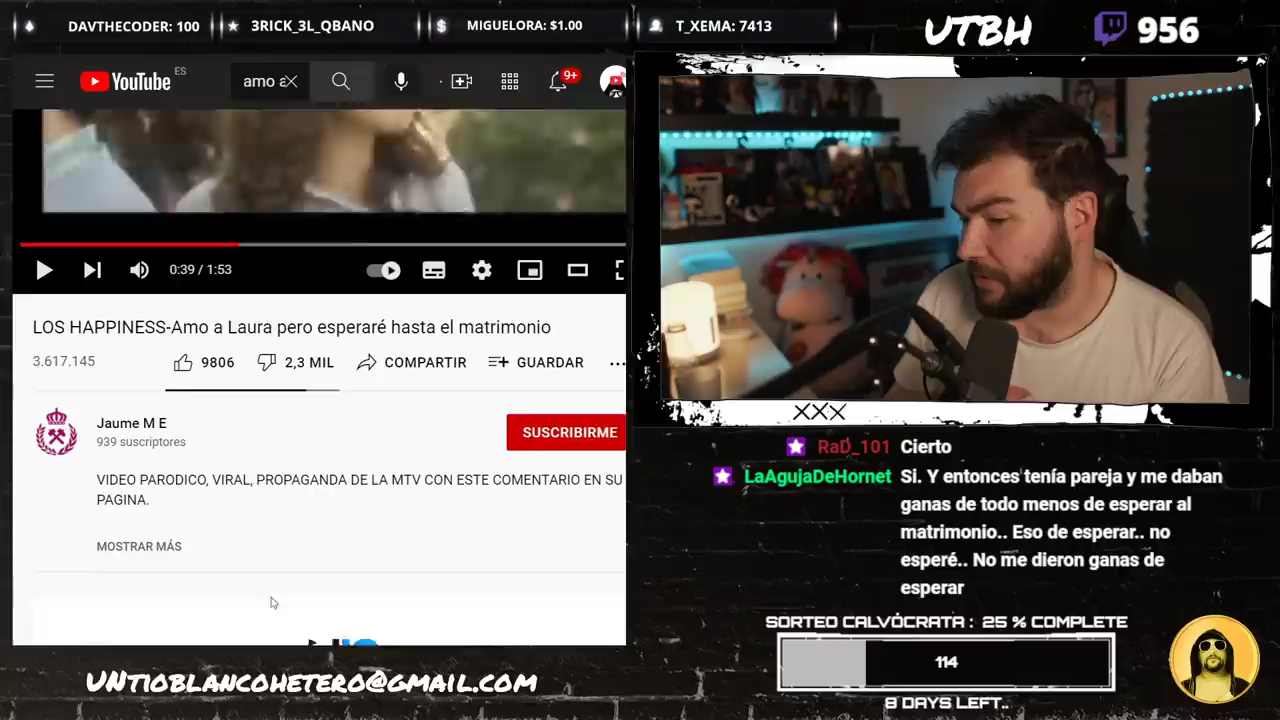 DAVTHECODER: 100
3RICK_3L_QBANO
MIGUELORA: $1.00
T_XEMA: 7413
UTBH
956
YouTube ES
amo a
9+
0:39 / 1:53
LOS HAPPINESS-Amo a Laura pero esperaré hasta el matrimonio
3.617.145
9806
2,3 MIL
COMPARTIR
GUARDAR
Jaume M E
939 suscriptores
SUSCRIBIRME
VIDEO PARODICO, VIRAL, PROPAGANDA DE LA MTV CON ESTE COMENTARIO EN SU
PAGINA.
MOSTRAR MÁS
XXX
RaD_101 Cierto
LaAgujaDeHornet Si. Y entonces tenía pareja y me daban
ganas de todo menos de esperar al
matrimonio.. Eso de esperar.. no
esperé.. No me dieron ganas de
esperar
SORTEO CALVÓCRATA : 25 % COMPLETE
114
8 DAYS LEFT..
UNTIOBLANCOHETERO@GMAIL.COM